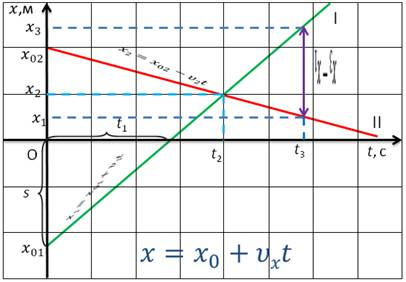 x,м
I
x₃
x₀₂
x₂ = x₀₂ − υ₂t
x₂
x₁
t₁
II
O
t₂
t₃
t, с
s
x₀₁
x = x₀ + υₓt